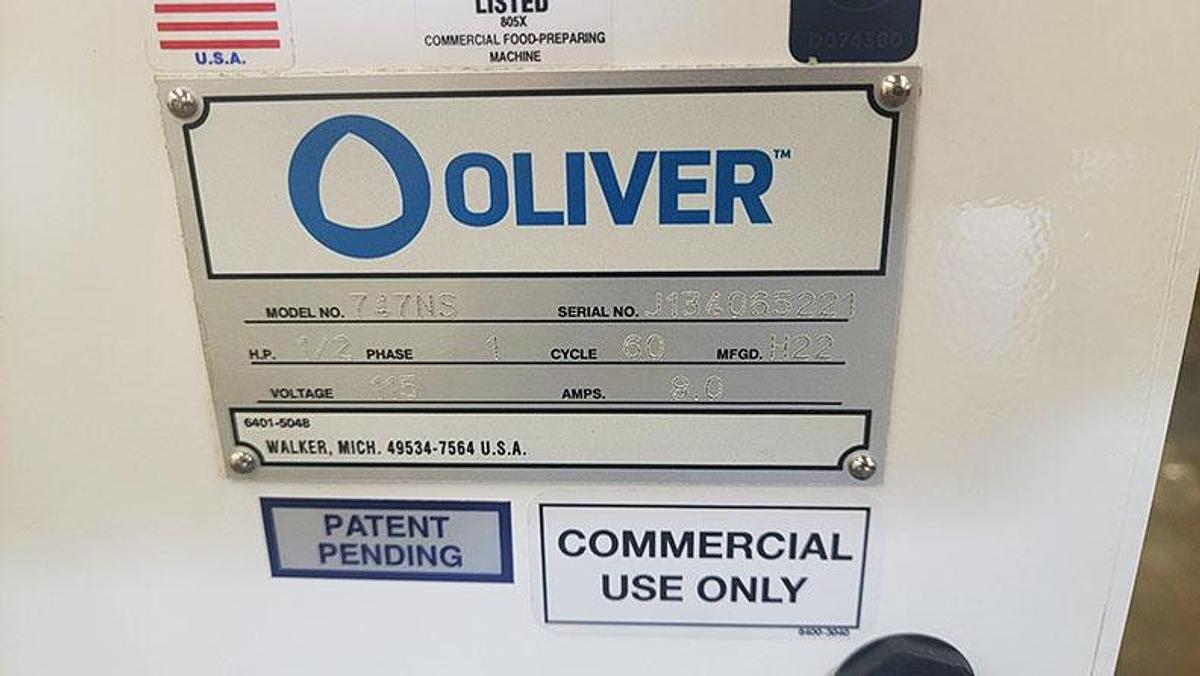 U.S.A.
LISTED
805X
COMMERCIAL FOOD-PREPARING
MACHINE
D074380
OLIVER™
MODEL NO. 747NS SERIAL NO. J134065221
H.P. 1/2 PHASE 1 CYCLE 60 MFGD. H22
VOLTAGE 115 AMPS. 8.0
6401-5048
WALKER, MICH. 49534-7564 U.S.A.
PATENT
PENDING
COMMERCIAL
USE ONLY
6400-3040